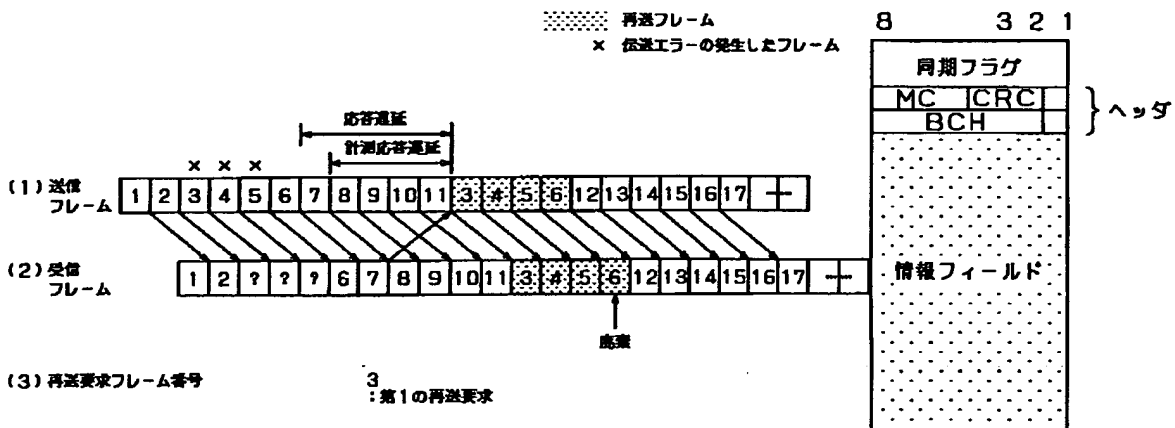 再送フレーム
× 伝送エラーの発生したフレーム
8 3 2 1
同期フラグ
MC CRC
BCH
ヘッダ
情報フィールド
応答遅延
計測応答遅延
× × ×
(1) 送信
フレーム
1 2 3 4 5 6 7 8 9 10 11 3 4 5 6 12 13 14 15 16 17
(2) 受信
フレーム
1 2 ? ? ? 6 7 8 9 10 11 3 4 5 6 12 13 14 15 16 17
廃棄
(3) 再送要求フレーム番号
3
:第1の再送要求